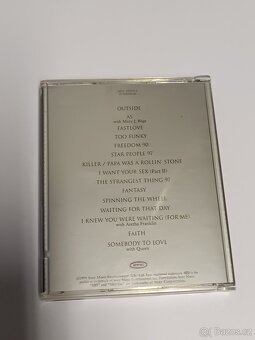 OUTSIDE
AS
with Mary J. Blige
FASTLOVE
TOO FUNKY
FREEDOM 90
STAR PEOPLE 97
KILLER / PAPA WAS A ROLLIN' STONE
I WANT YOUR SEX (Part II)
THE STRANGEST THING 97
FANTASY
SPINNING THE WHEEL
WAITING FOR THAT DAY
I KNEW YOU WERE WAITING (FOR ME)
with Aretha Franklin
FAITH
SOMEBODY TO LOVE
with Queen
epic